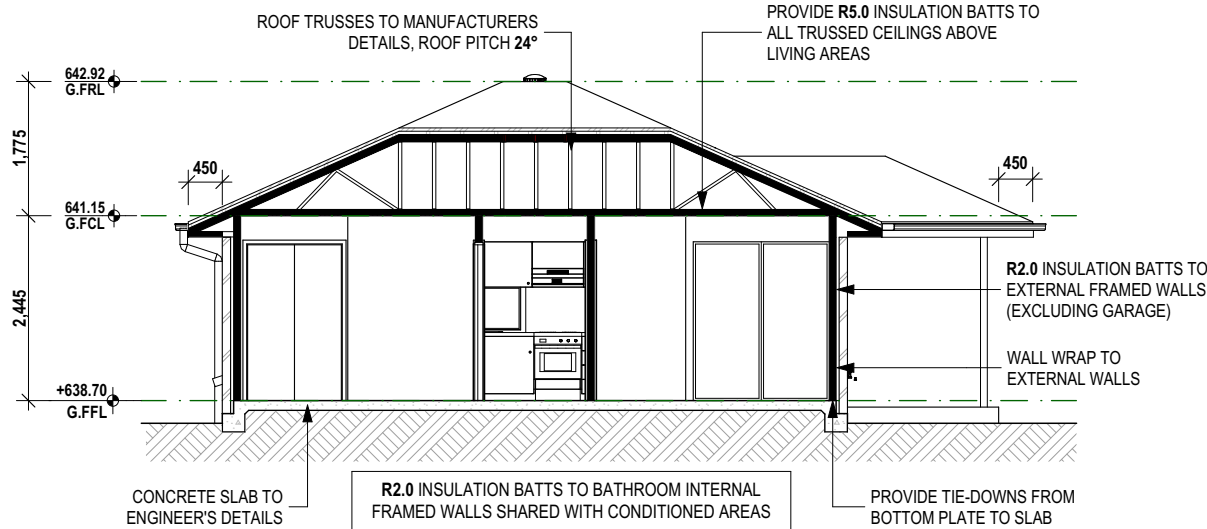 ROOF TRUSSES TO MANUFACTURERS
DETAILS, ROOF PITCH 24°
PROVIDE R5.0 INSULATION BATTS TO
ALL TRUSSED CEILINGS ABOVE
LIVING AREAS
642.92
G.FRL
1,775
450
450
641.15
G.FCL
2,445
R2.0 INSULATION BATTS TO
EXTERNAL FRAMED WALLS
(EXCLUDING GARAGE)
WALL WRAP TO
EXTERNAL WALLS
+638.70
G.FFL
CONCRETE SLAB TO
ENGINEER'S DETAILS
R2.0 INSULATION BATTS TO BATHROOM INTERNAL
FRAMED WALLS SHARED WITH CONDITIONED AREAS
PROVIDE TIE-DOWNS FROM
BOTTOM PLATE TO SLAB